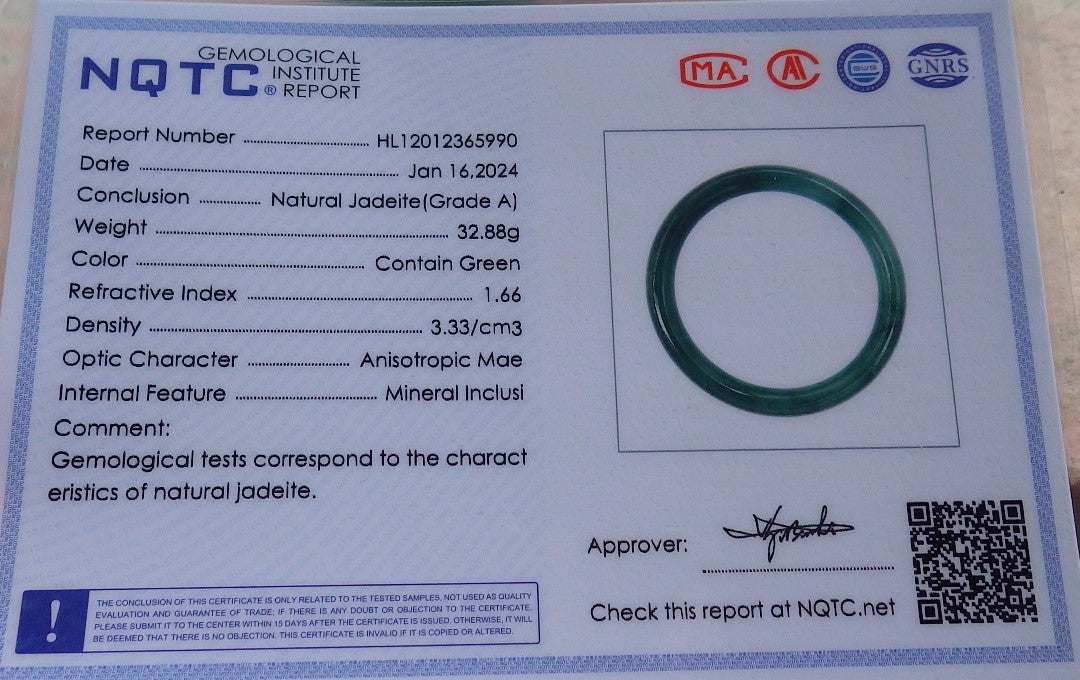 NQTC® GEMOLOGICAL INSTITUTE REPORT
MA
GNRS
Report Number ........ HL12012365990
Date ........ Jan 16,2024
Conclusion ........ Natural Jadeite(Grade A)
Weight ........ 32.88g
Color ........ Contain Green
Refractive Index ........ 1.66
Density ........ 3.33/cm3
Optic Character ........ Anisotropic Mae
Internal Feature ........ Mineral Inclusi
Comment:
Gemological tests correspond to the charact
eristics of natural jadeite.
Approver:
Check this report at NQTC.net
! THE CONCLUSION OF THIS CERTIFICATE IS ONLY RELATED TO THE TESTED SAMPLES, NOT USED AS QUALITY
EVALUATION AND GUARANTEE OF TRADE; IF THERE IS ANY DOUBT OR OBJECTION TO THE CERTIFICATE,
PLEASE SUBMIT IT TO THE CENTER WITHIN 15 DAYS AFTER THE CERTIFICATE IS ISSUED. OTHERWISE, IT WILL
BE DEEMED THAT THERE IS NO OBJECTION. THIS CERTIFICATE IS INVALID IF IT IS COPIED OR ALTERED.